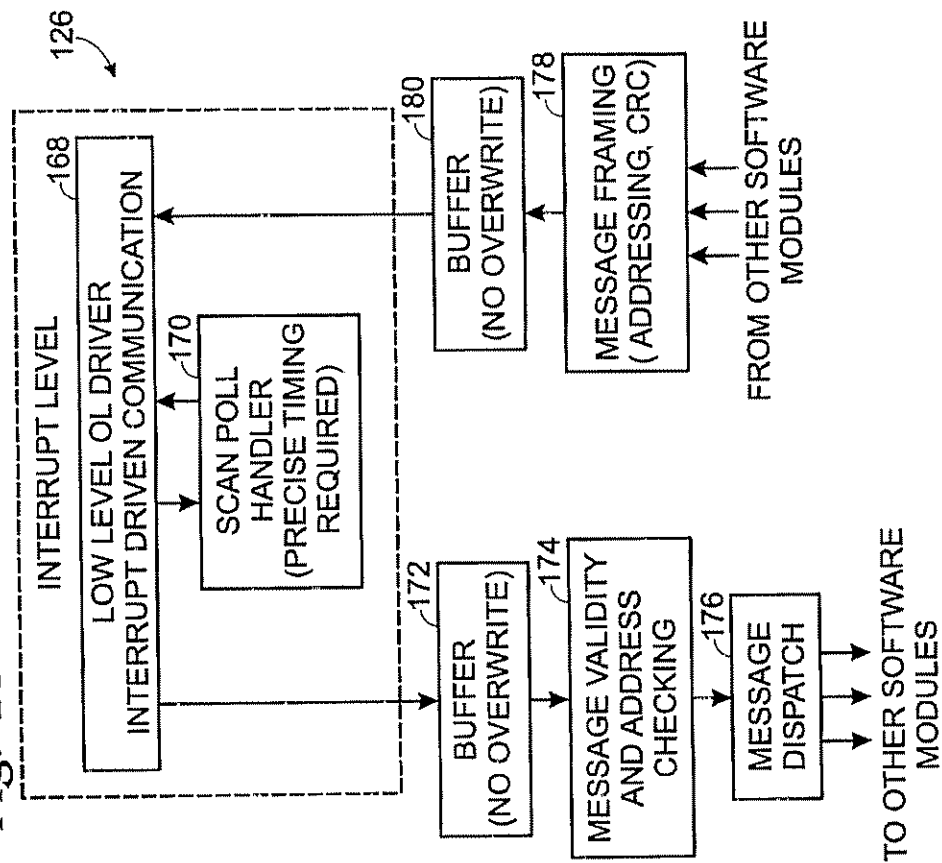 126
INTERRUPT LEVEL
168
LOW LEVEL OL DRIVER
INTERRUPT DRIVEN COMMUNICATION
170
SCAN POLL
HANDLER
(PRECISE TIMING
REQUIRED)
172
BUFFER
(NO OVERWRITE)
174
MESSAGE VALIDITY
AND ADDRESS
CHECKING
176
MESSAGE
DISPATCH
TO OTHER SOFTWARE
MODULES
180
BUFFER
(NO OVERWRITE)
178
MESSAGE FRAMING
( ADDRESSING, CRC)
FROM OTHER SOFTWARE
MODULES